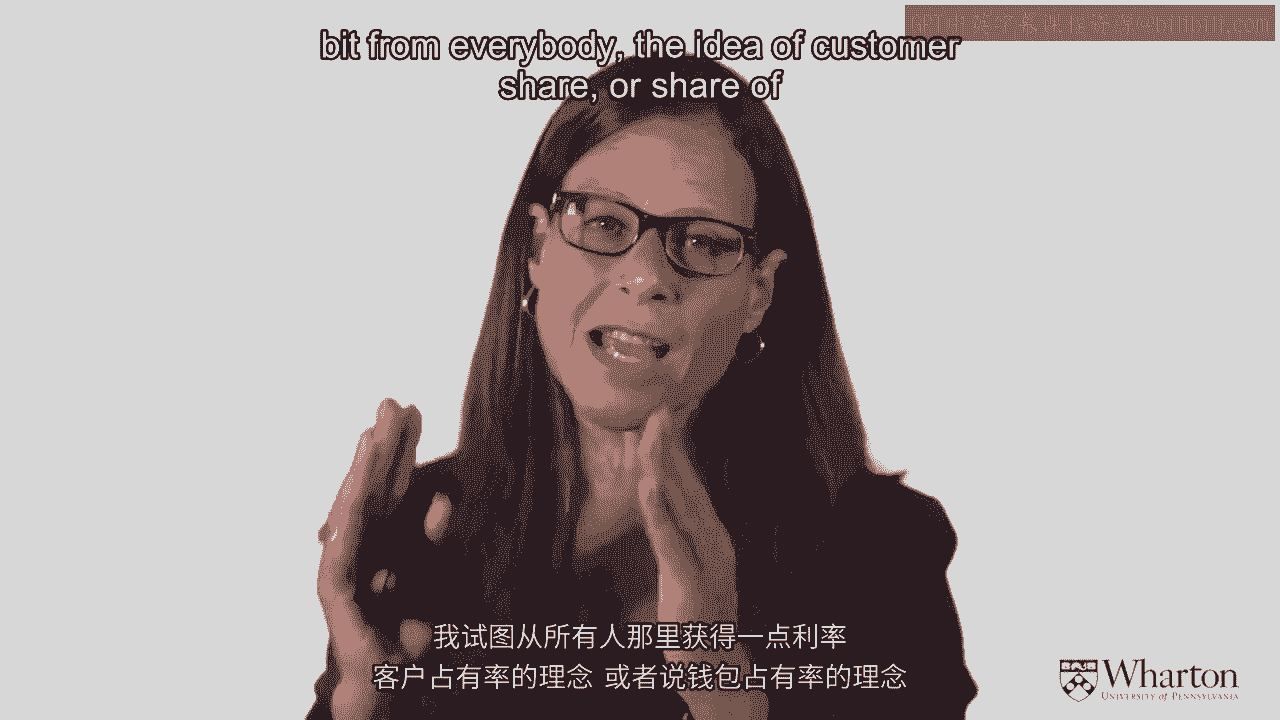 bit from everybody, the idea of customer
share, or share of
我试图从所有人那里获得一点利率
客户占有率的理念 或者说钱包占有率的理念
Wharton
UNIVERSITY of PENNSYLVANIA